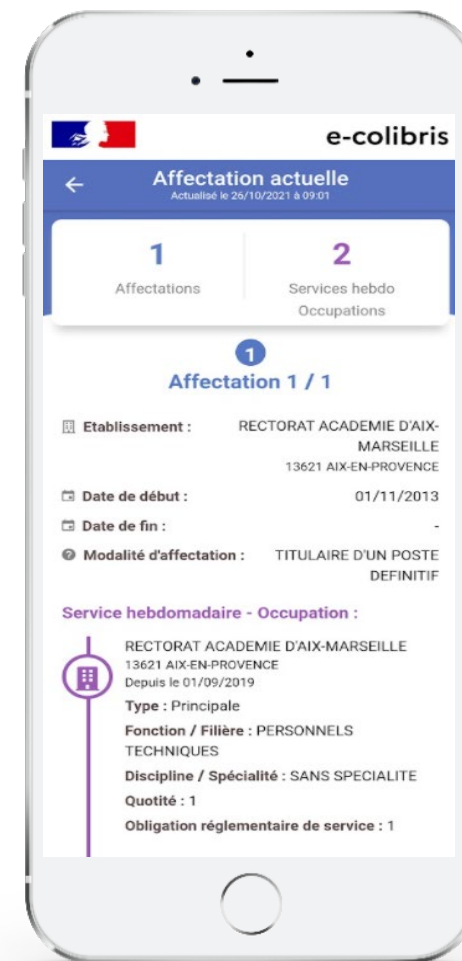 e-colibris
Affectation actuelle
Actualisé le 26/10/2021 à 09:01
1
Affectations
2
Services hebdo
Occupations
1
Affectation 1 / 1
Etablissement :
RECTORAT ACADEMIE D'AIX-
MARSEILLE
13621 AIX-EN-PROVENCE
Date de début :
01/11/2013
Date de fin :
-
Modalité d'affectation :
TITULAIRE D'UN POSTE
DEFINITIF
Service hebdomadaire - Occupation :
RECTORAT ACADEMIE D'AIX-MARSEILLE
13621 AIX-EN-PROVENCE
Depuis le 01/09/2019
Type : Principale
Fonction / Filière : PERSONNELS
TECHNIQUES
Discipline / Spécialité : SANS SPECIALITE
Quotité : 1
Obligation réglementaire de service : 1